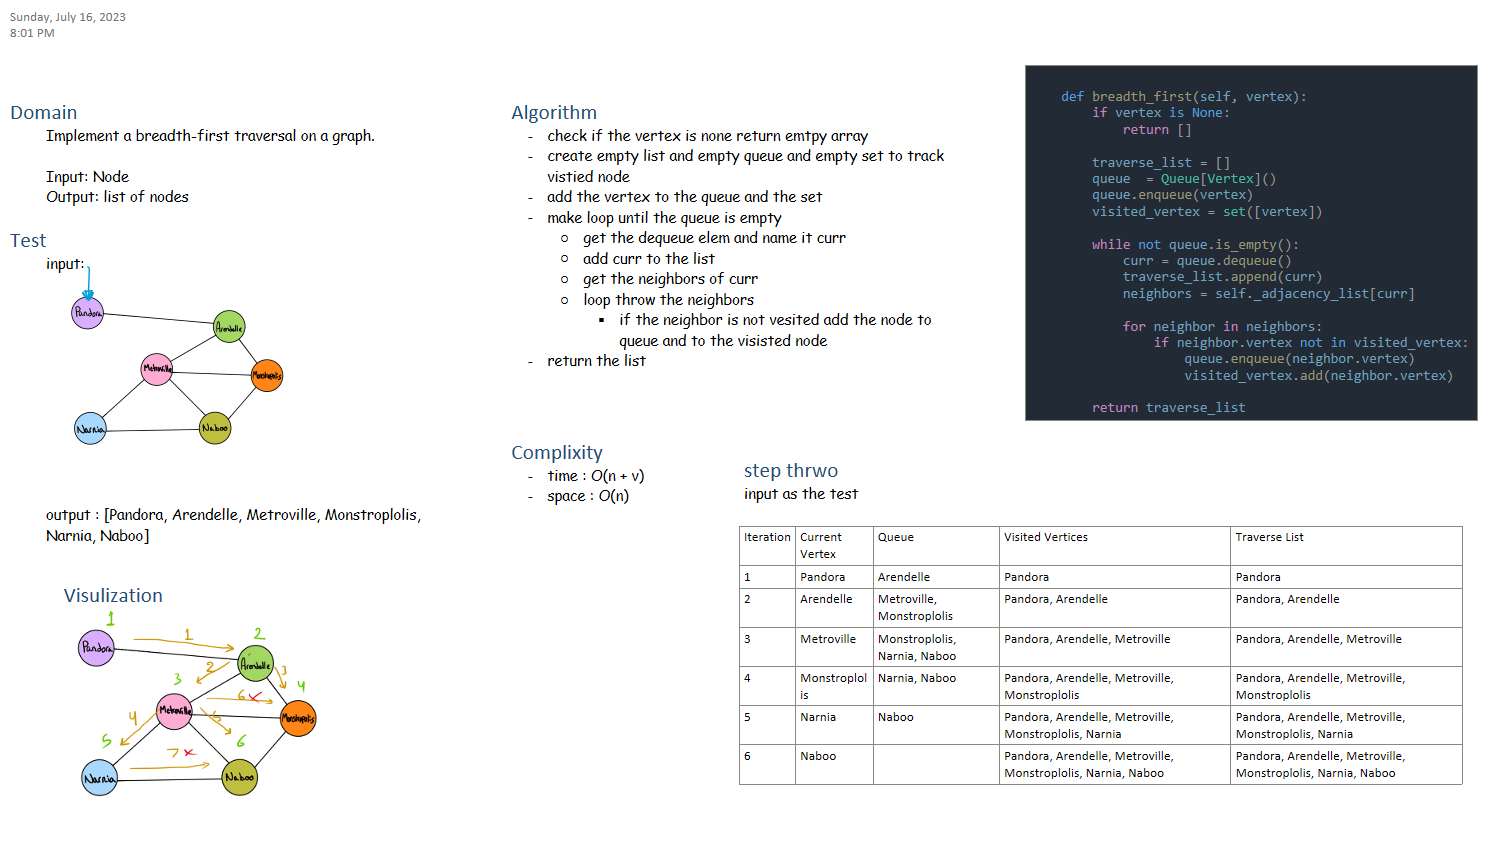 Sunday, July 16, 2023
8:01 PM
Domain
Implement a breadth-first traversal on a graph.
Input: Node
Output: list of nodes
Test
input:
Pandora
Arendelle
Metroville
Monstroplolis
Narnia
Naboo
output : [Pandora, Arendelle, Metroville, Monstroplolis,
Narnia, Naboo]
Visulization
1
Pandora
1
2
Arendelle
2
3
3
4
6 x
Metroville
Monstroplolis
4
5
5
6
7 x
Narnia
Naboo
Algorithm
- check if the vertex is none return emtpy array
- create empty list and empty queue and empty set to track
vistied node
- add the vertex to the queue and the set
- make loop until the queue is empty
○ get the dequeue elem and name it curr
○ add curr to the list
○ get the neighbors of curr
○ loop throw the neighbors
▪ if the neighbor is not vesited add the node to
queue and to the visisted node
- return the list
Complixity
- time : O(n + v)
- space : O(n)
def breadth_first(self, vertex):
if vertex is None:
return []
traverse_list = []
queue  = Queue[Vertex]()
queue.enqueue(vertex)
visited_vertex = set([vertex])
while not queue.is_empty():
curr = queue.dequeue()
traverse_list.append(curr)
neighbors = self._adjacency_list[curr]
for neighbor in neighbors:
if neighbor.vertex not in visited_vertex:
queue.enqueue(neighbor.vertex)
visited_vertex.add(neighbor.vertex)
return traverse_list
step thrwo
input as the test
Iteration Current Queue Visited Vertices Traverse List
Vertex
1 Pandora Arendelle Pandora Pandora
2 Arendelle Metroville, Pandora, Arendelle Pandora, Arendelle
Monstroplolis
3 Metroville Monstroplolis, Pandora, Arendelle, Metroville Pandora, Arendelle, Metroville
Narnia, Naboo
4 Monstroplol Narnia, Naboo Pandora, Arendelle, Metroville, Pandora, Arendelle, Metroville,
is Monstroplolis Monstroplolis
5 Narnia Naboo Pandora, Arendelle, Metroville, Pandora, Arendelle, Metroville,
Monstroplolis, Narnia Monstroplolis, Narnia
6 Naboo Pandora, Arendelle, Metroville, Pandora, Arendelle, Metroville,
Monstroplolis, Narnia, Naboo Monstroplolis, Narnia, Naboo